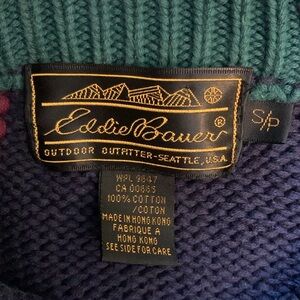 Eddie Bauer ®
OUTDOOR OUTFITTER-SEATTLE, U.S.A.
S/P
WPL 9847
CA 00885
100% COTTON
/COTON
MADE IN HONG KONG
FABRIQUE A
HONG KONG
SEE SIDE FOR CARE